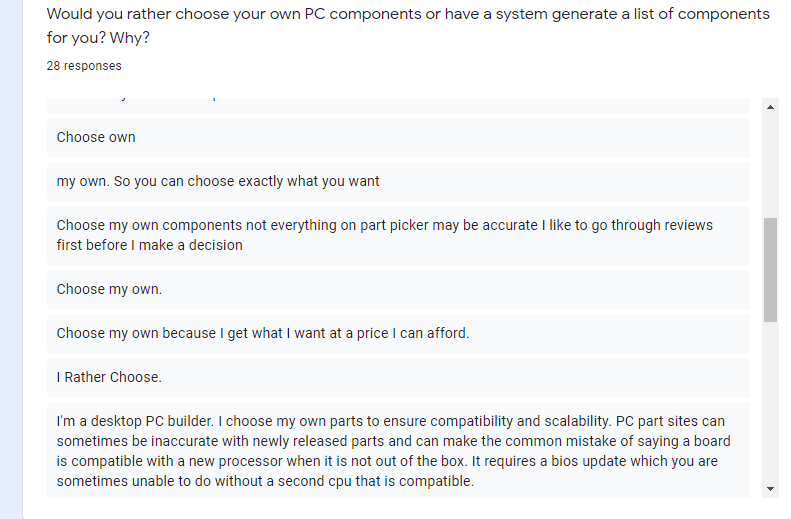 Would you rather choose your own PC components or have a system generate a list of components
for you? Why?
28 responses
Choose own
my own. So you can choose exactly what you want
Choose my own components not everything on part picker may be accurate I like to go through reviews
first before I make a decision
Choose my own.
Choose my own because I get what I want at a price I can afford.
I Rather Choose.
I'm a desktop PC builder. I choose my own parts to ensure compatibility and scalability. PC part sites can
sometimes be inaccurate with newly released parts and can make the common mistake of saying a board
is compatible with a new processor when it is not out of the box. It requires a bios update which you are
sometimes unable to do without a second cpu that is compatible.